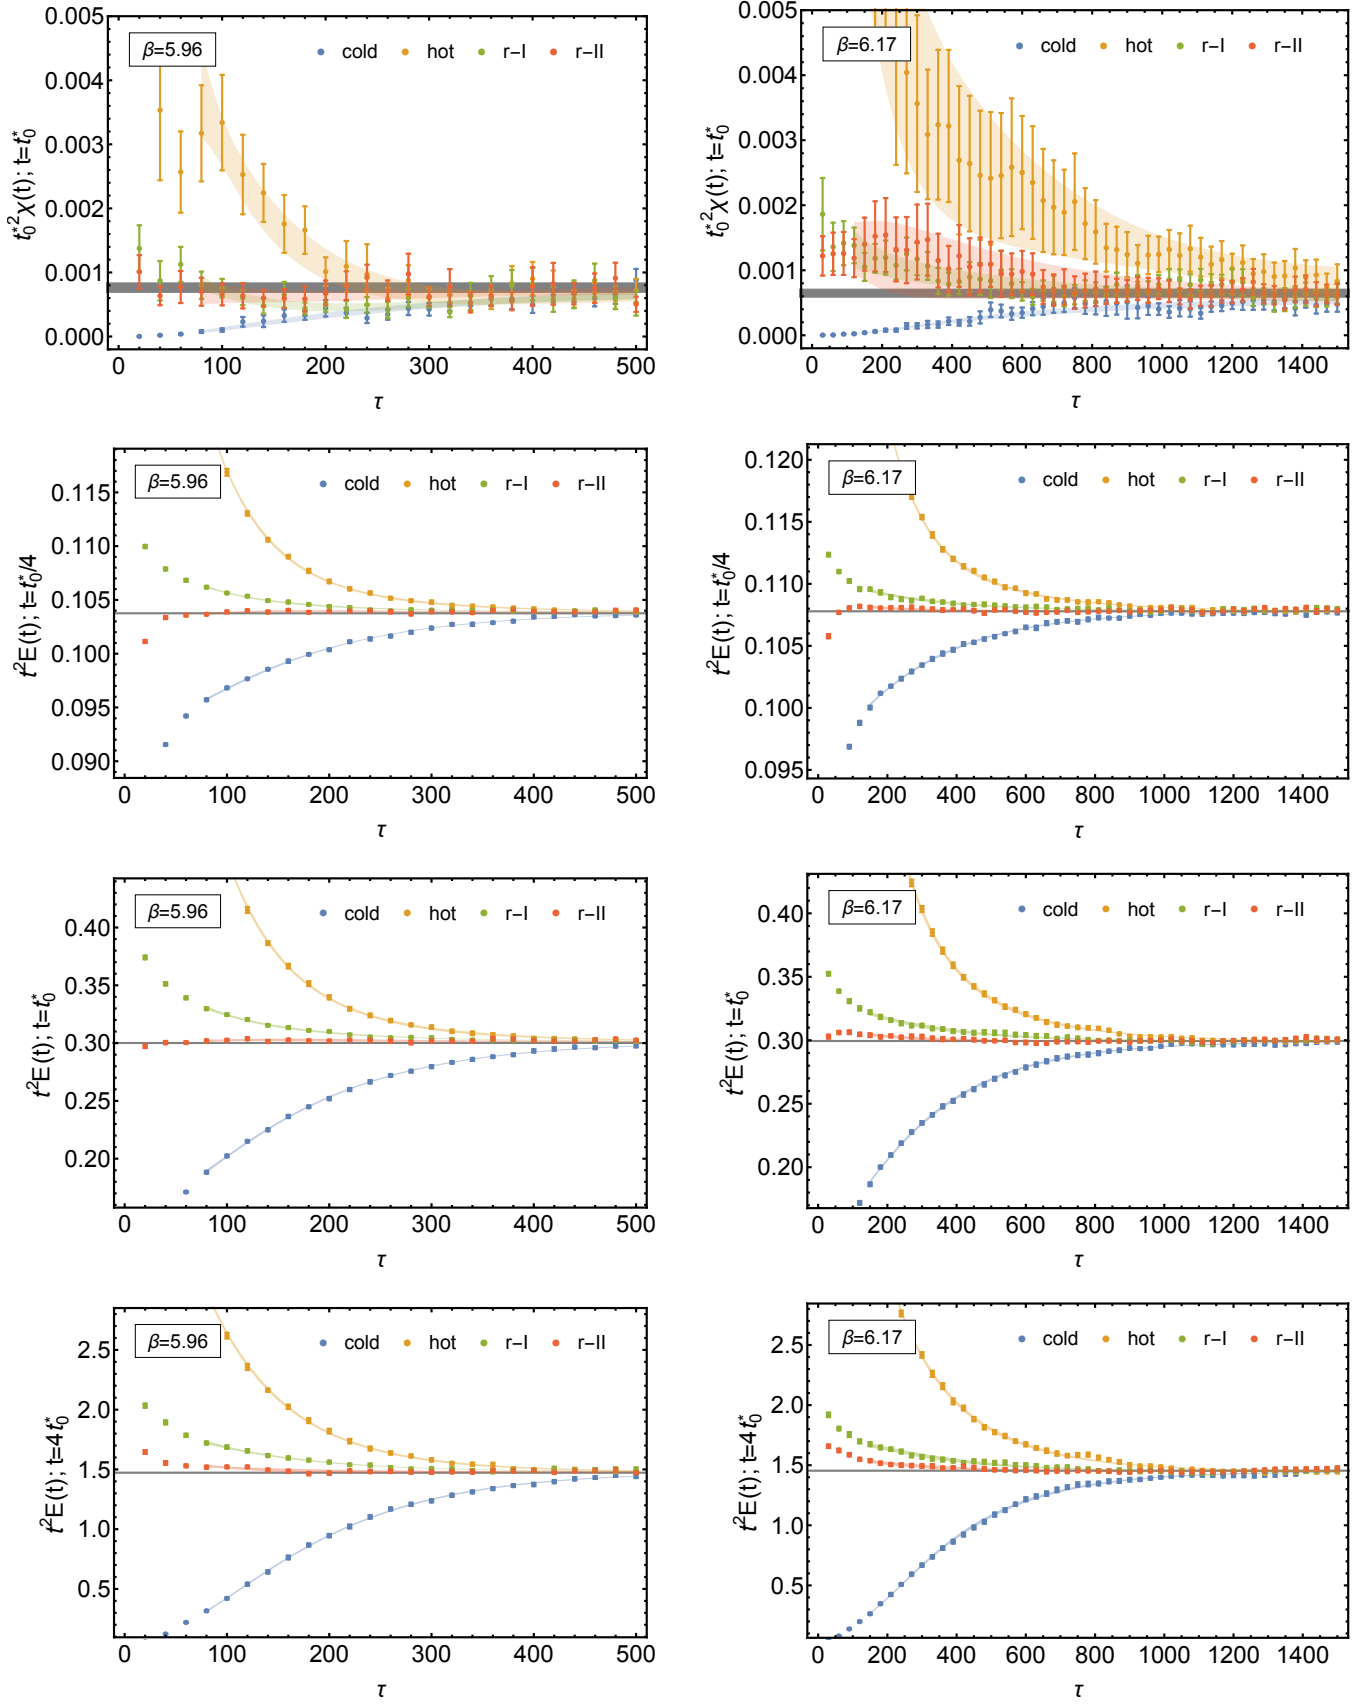 β=5.96
cold hot r-I r-II
0.005
0.004
0.003
0.002
0.001
0.000
t₀*²χ(t); t=t₀*
0 100 200 300 400 500
τ
β=6.17
cold hot r-I r-II
0.005
0.004
0.003
0.002
0.001
0.000
t₀*²χ(t); t=t₀*
0 200 400 600 800 1000 1200 1400
τ
β=5.96
cold hot r-I r-II
0.115
0.110
0.104
0.100
0.095
0.090
t²E(t); t=t₀*/4
0 100 200 300 400 500
τ
β=6.17
cold hot r-I r-II
0.120
0.115
0.110
0.105
0.100
0.095
t²E(t); t=t₀*/4
0 200 400 600 800 1000 1200 1400
τ
β=5.96
cold hot r-I r-II
0.40
0.35
0.30
0.25
0.20
t²E(t); t=t₀*
0 100 200 300 400 500
τ
β=6.17
cold hot r-I r-II
0.40
0.35
0.30
0.25
0.20
t²E(t); t=t₀*
0 200 400 600 800 1000 1200 1400
τ
β=5.96
cold hot r-I r-II
2.5
2.0
1.5
1.0
0.5
t²E(t); t=4t₀*
0 100 200 300 400 500
τ
β=6.17
cold hot r-I r-II
2.5
2.0
1.5
1.0
0.5
t²E(t); t=4t₀*
0 200 400 600 800 1000 1200 1400
τ